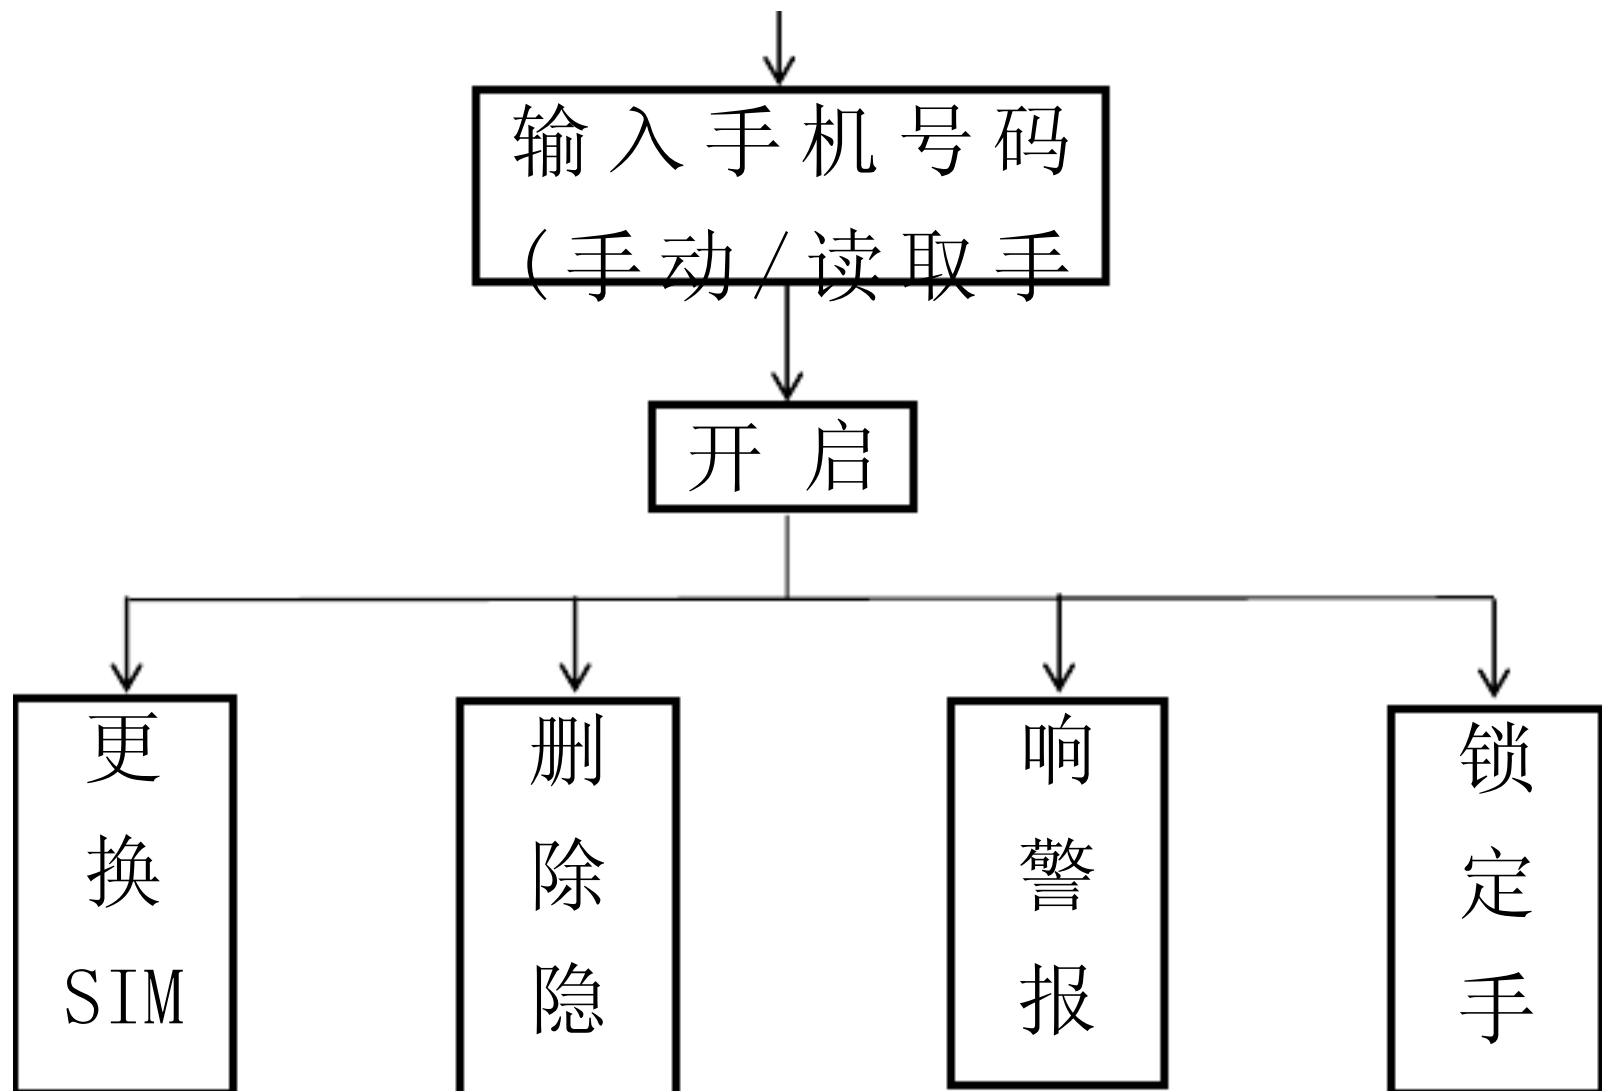 输入手机号码
（手动/读取手
开启
更
换
SIM
删
除
隐
响
警
报
锁
定
手